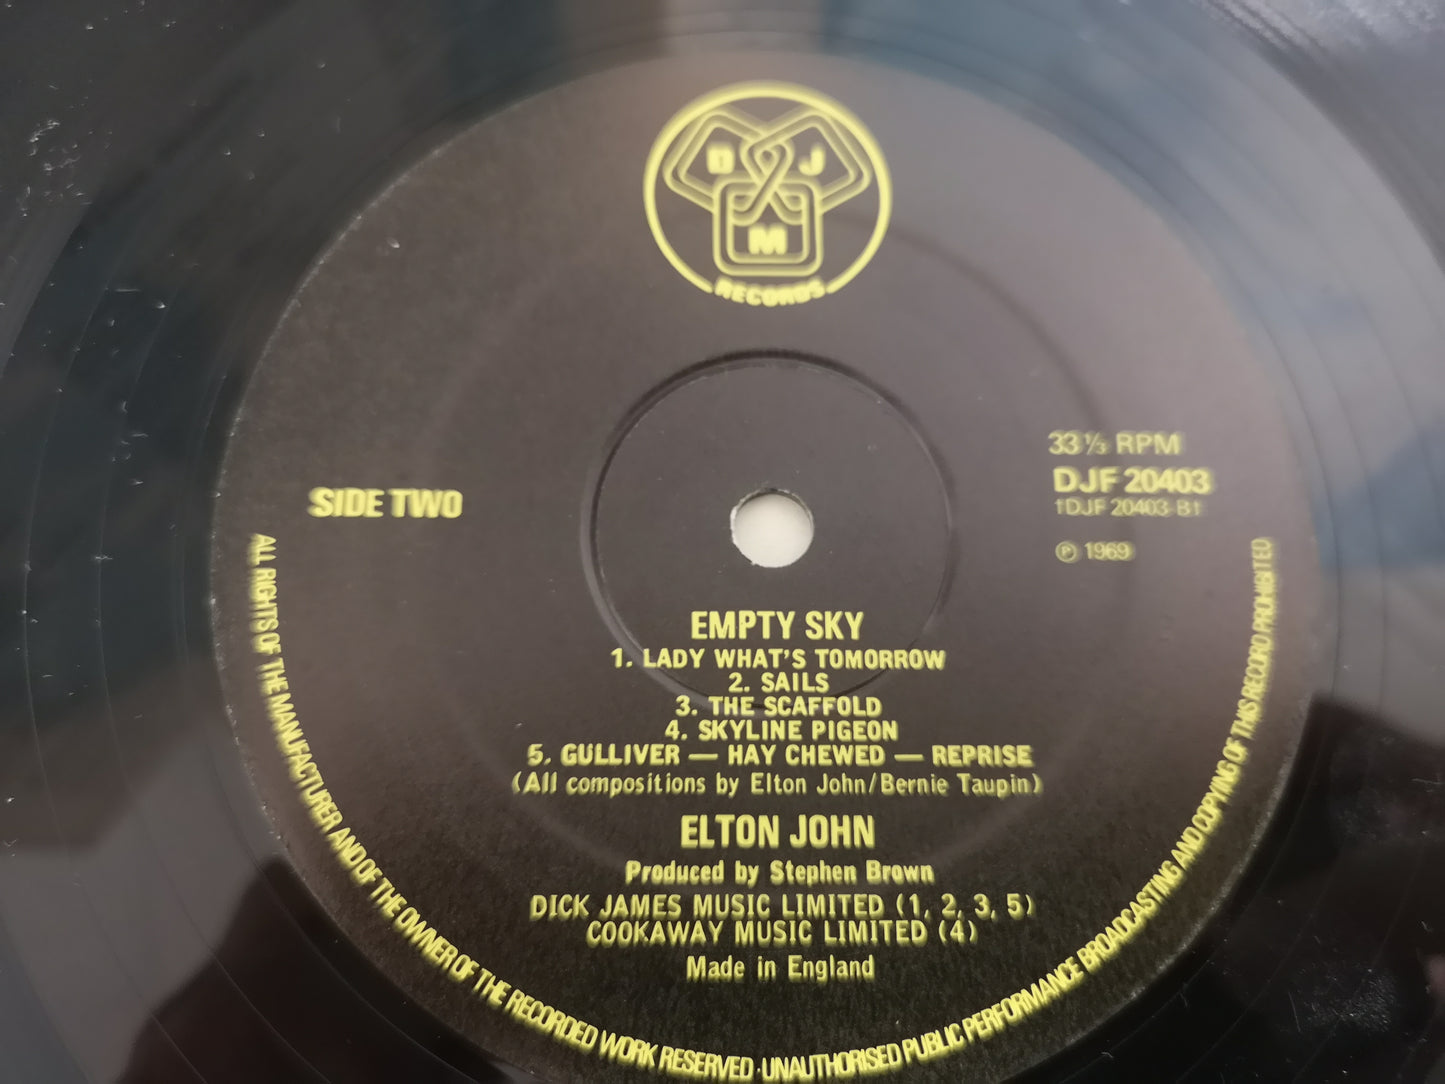 D J
M
RECORDS
33 ⅓ RPM
SIDE TWO
DJF 20403
†DJF 20403-B†
℗ 1969
EMPTY SKY
1. LADY WHAT'S TOMORROW
2. SAILS
3. THE SCAFFOLD
4. SKYLINE PIGEON
5. GULLIVER — HAY CHEWED — REPRISE
(All compositions by Elton John/Bernie Taupin)
ELTON JOHN
Produced by Stephen Brown
DICK JAMES MUSIC LIMITED (1, 2, 3, 5)
COOKAWAY MUSIC LIMITED (4)
Made in England
ALL RIGHTS OF THE MANUFACTURER AND OF THE OWNER OF THE RECORDED WORK RESERVED · UNAUTHORISED PUBLIC PERFORMANCE BROADCASTING AND COPYING OF THIS RECORD PROHIBITED